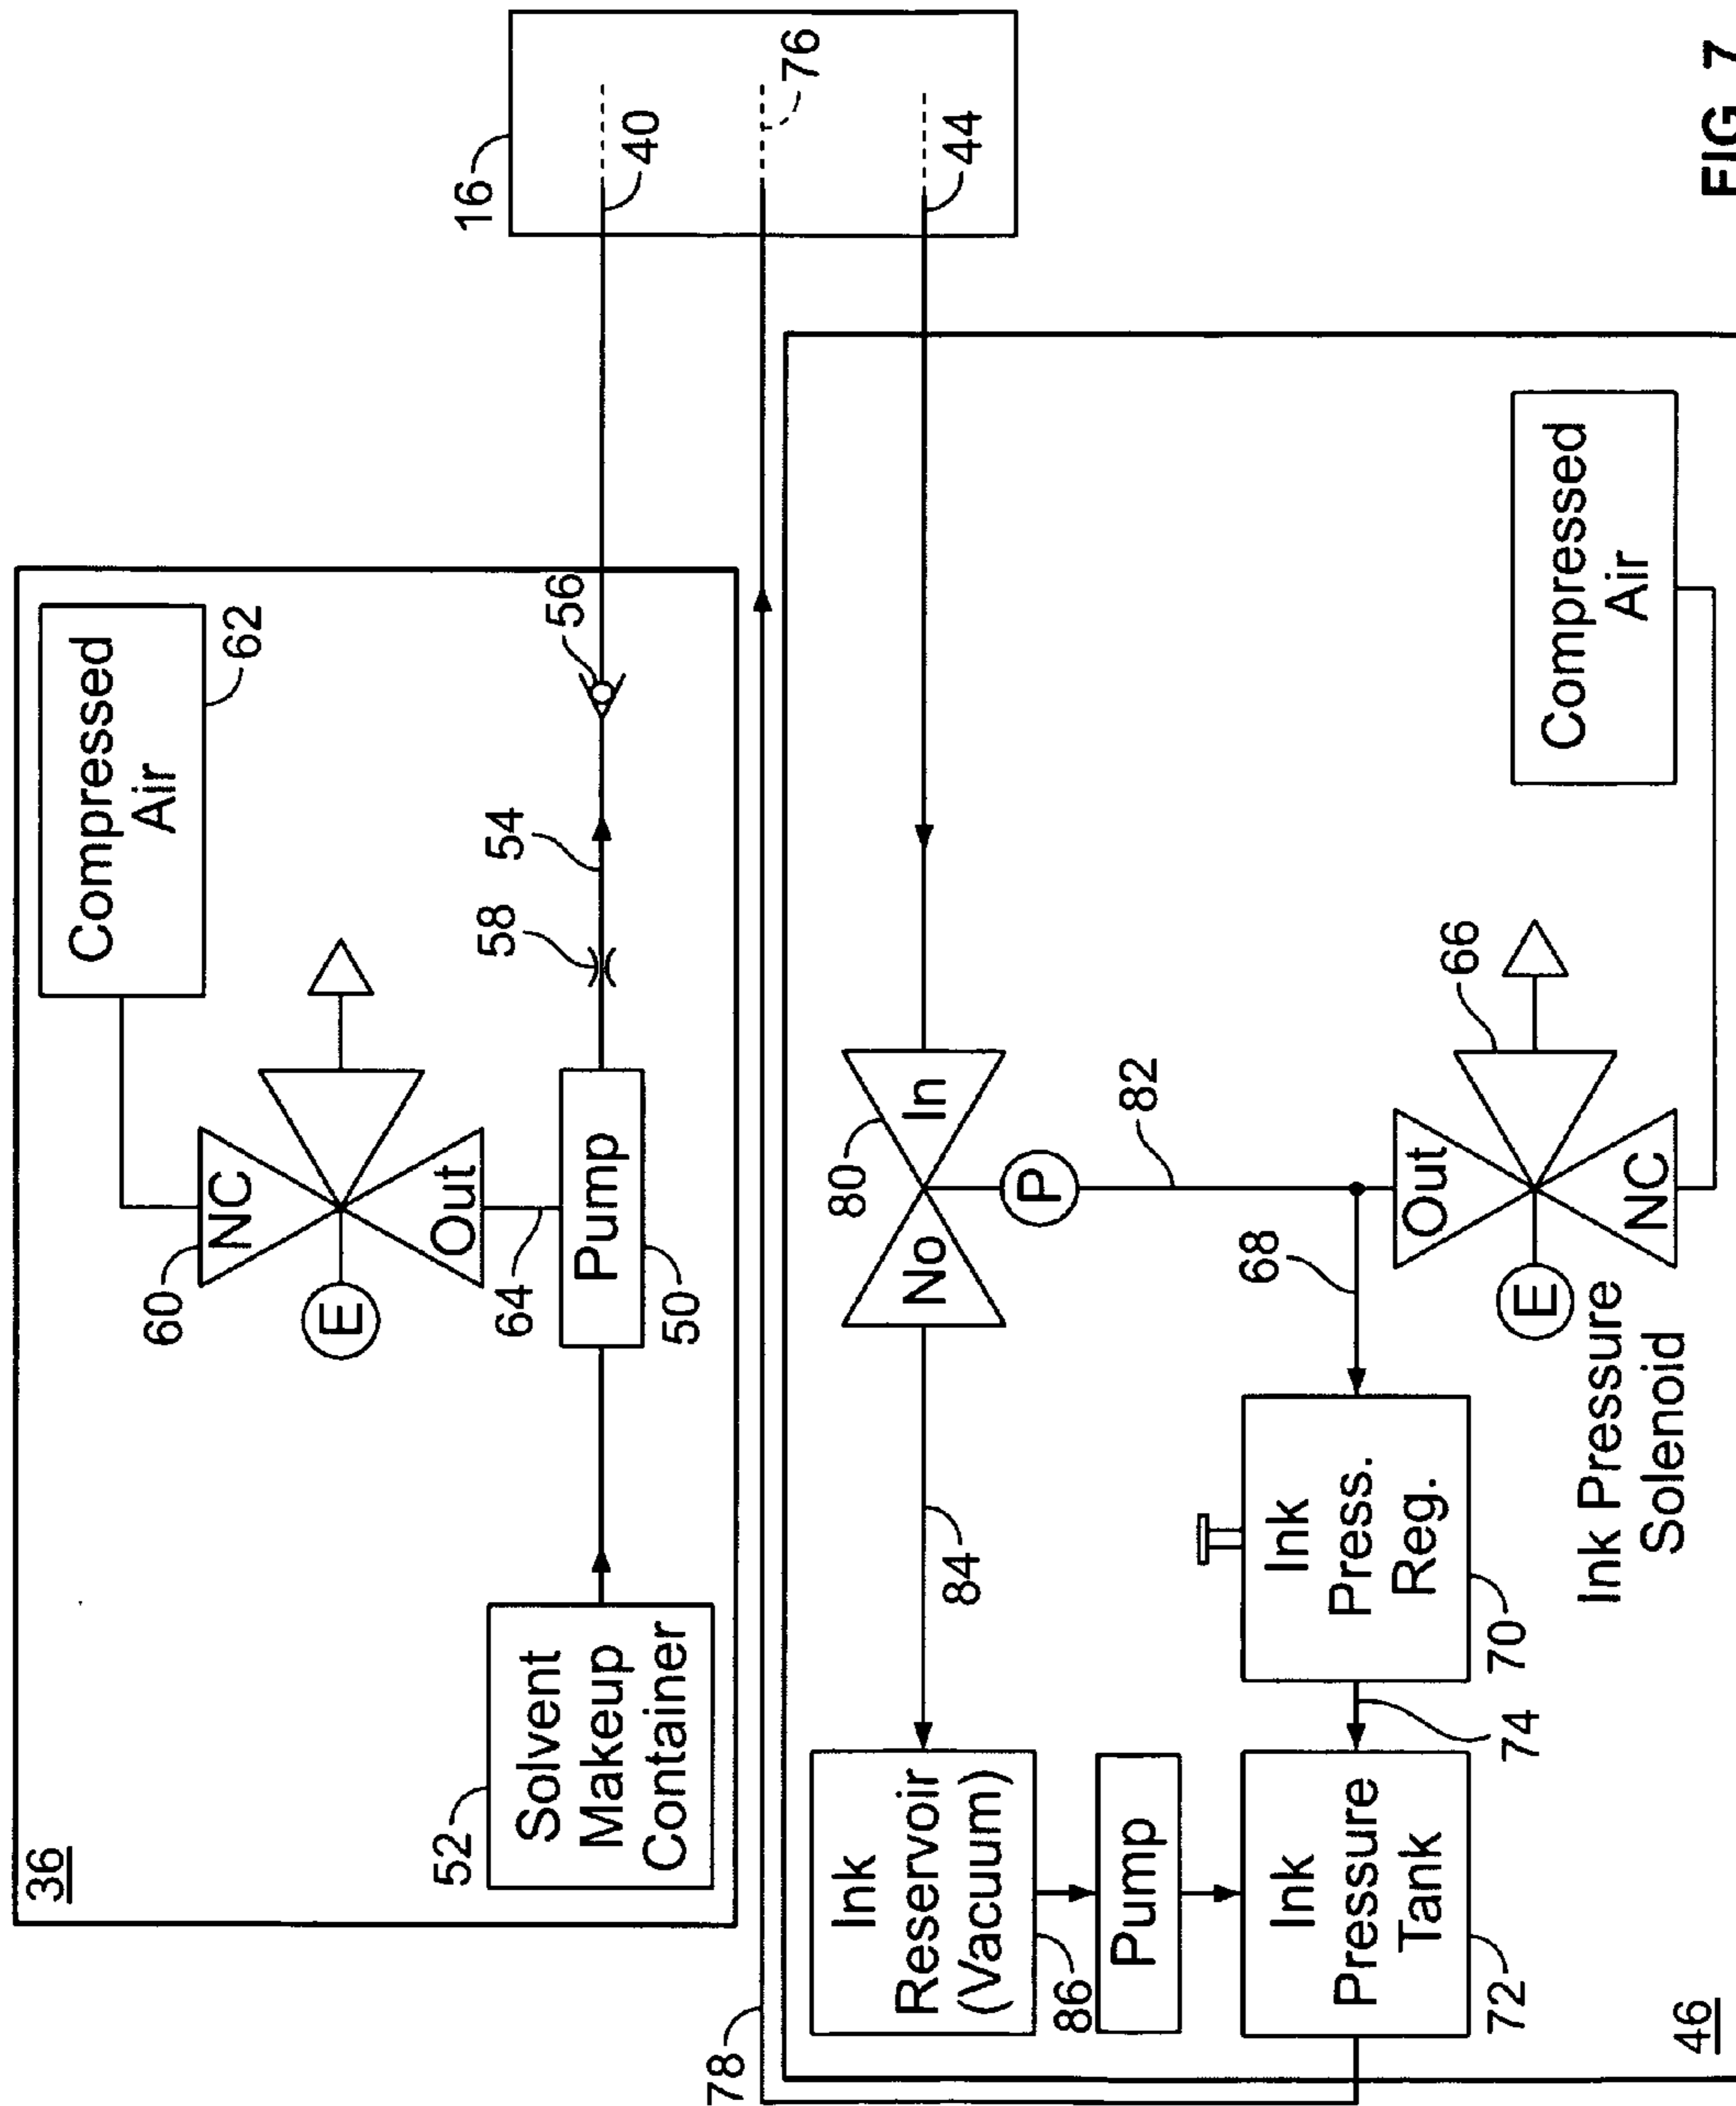 36
Compressed
Air
62
60
NC
E
Out
64
Pump
50
52
Solvent
Makeup
Container
58
54
56
16
40
76
44
78
46
Ink
Reservoir
(Vacuum)
86
Pump
Ink
Pressure
Tank
72
84
80
No
In
P
82
68
Ink
Press.
Reg.
70
74
Out
NC
E
66
Ink Pressure
Solenoid
Compressed
Air
FIG. 7